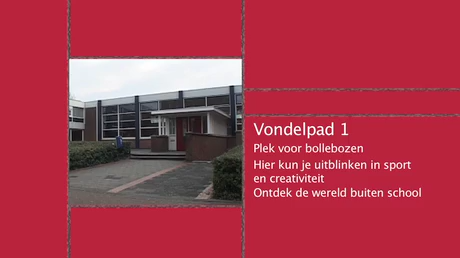 Vondelpad 1
Plek voor bollebozen
Hier kun je uitblinken in sport
en creativiteit
Ontdek de wereld buiten school